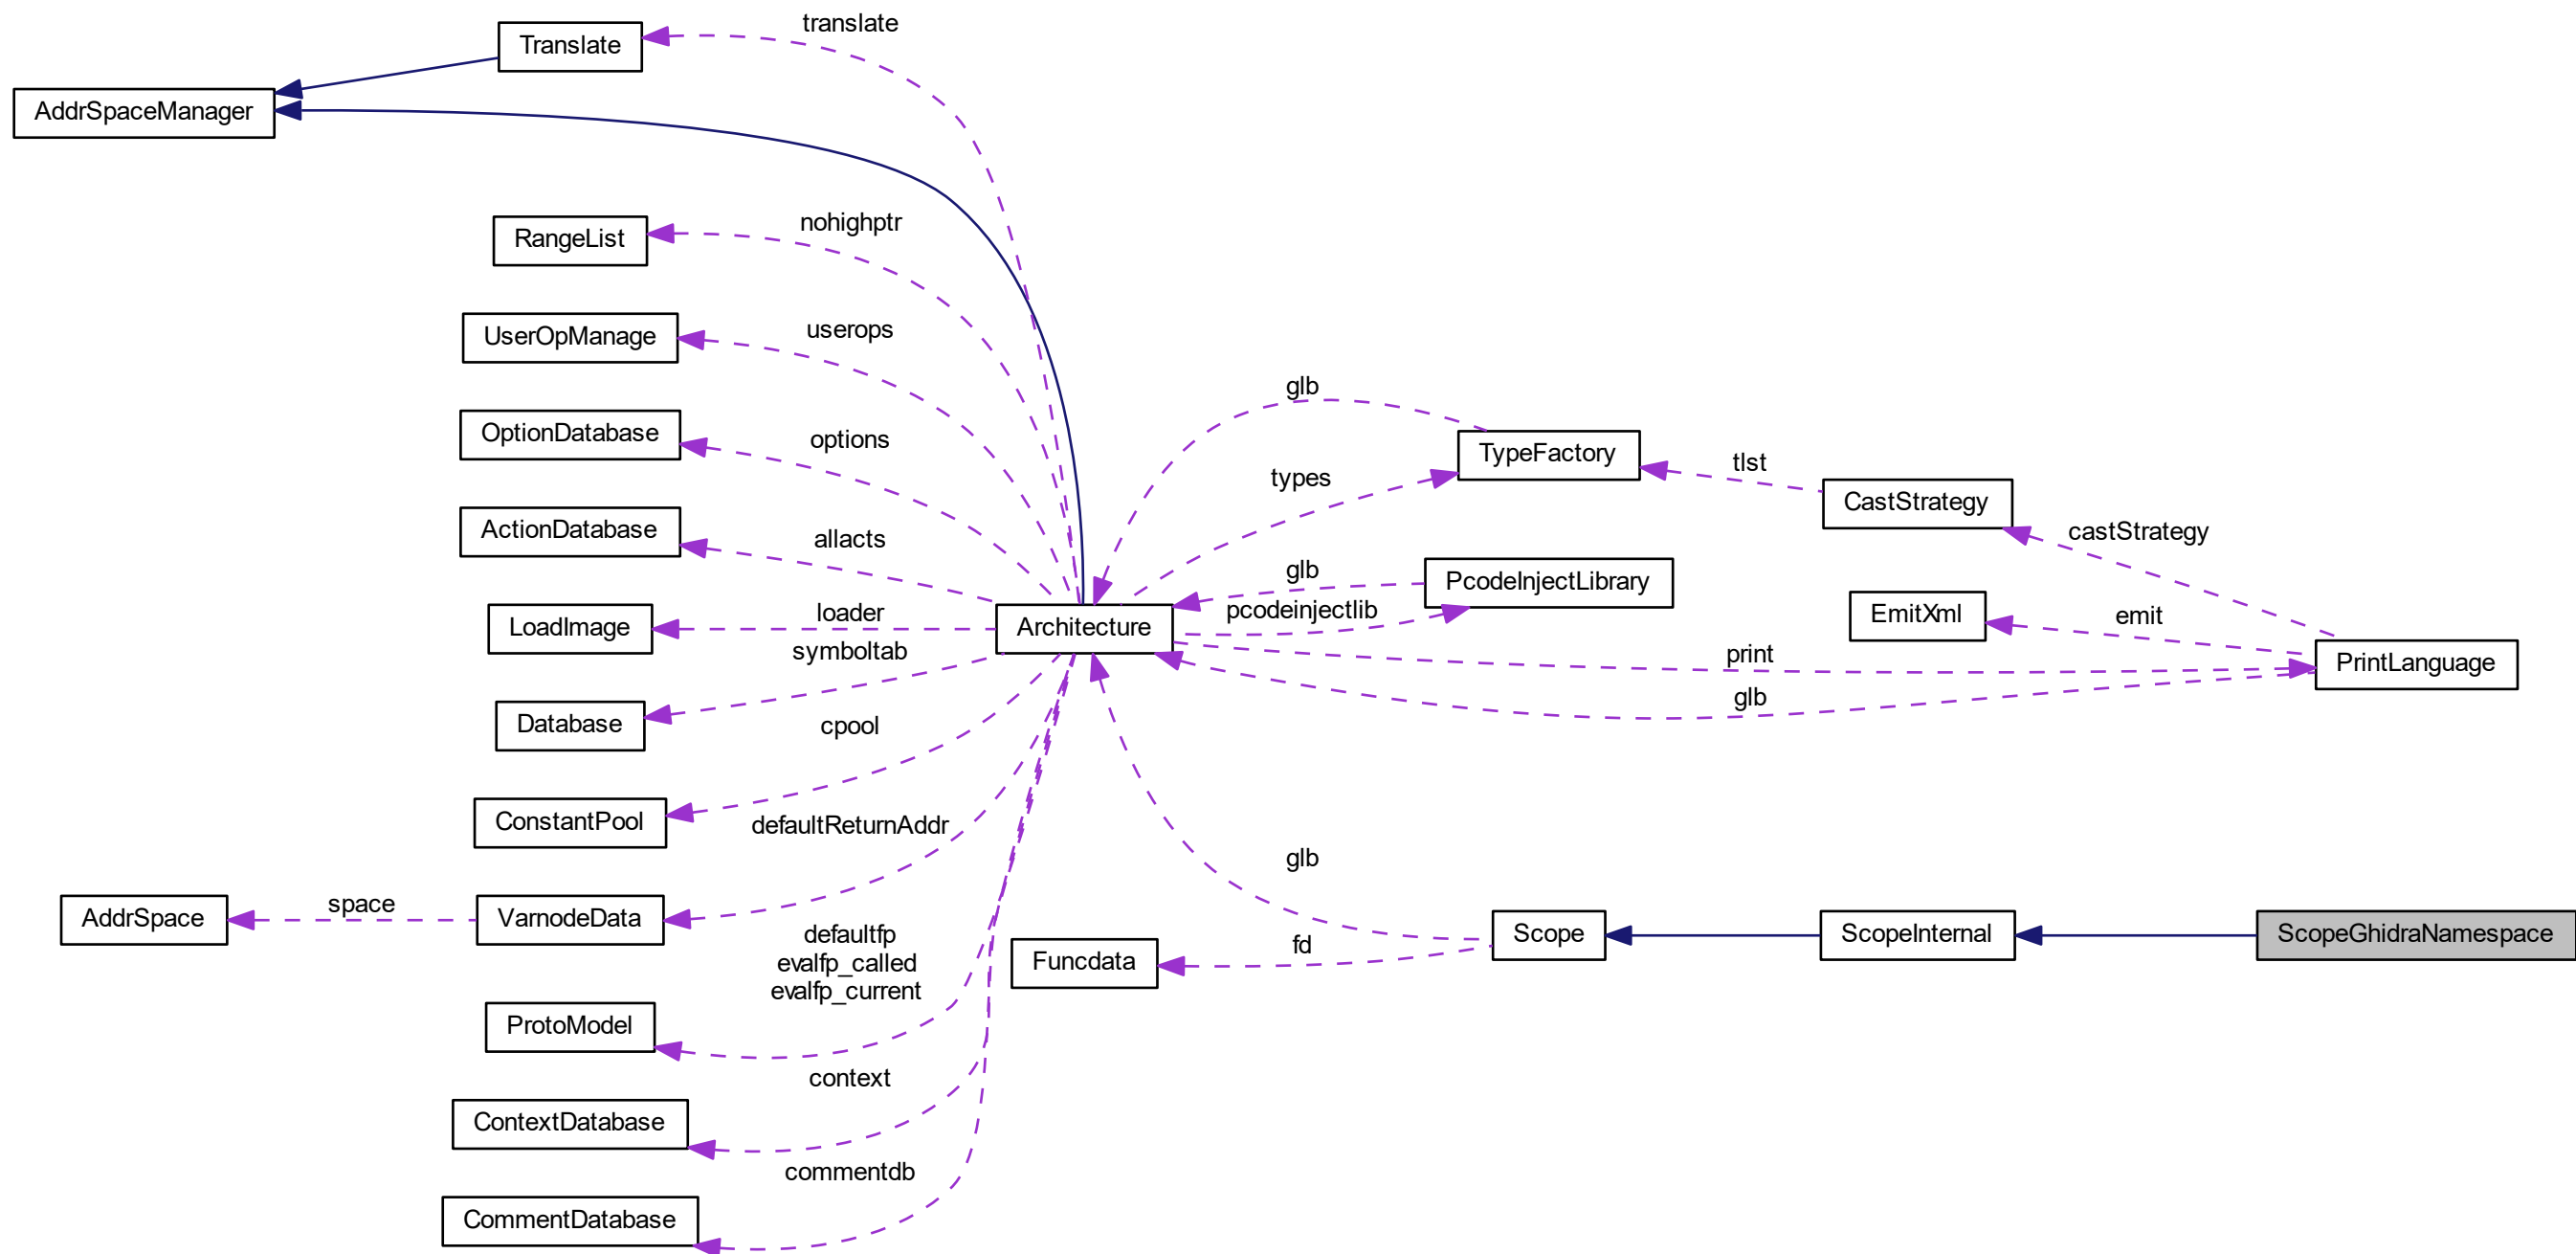 translate
Translate
AddrSpaceManager
nohighptr
RangeList
userops
UserOpManage
glb
options
OptionDatabase
TypeFactory
tlst
types
CastStrategy
allacts
ActionDatabase
castStrategy
glb
PcodeInjectLibrary
pcodeinjectlib
EmitXml
emit
loader
LoadImage
Architecture
symboltab
print
PrintLanguage
glb
Database
cpool
ConstantPool
defaultReturnAddr
glb
space
AddrSpace
VarnodeData
defaultfp
evalfp_called
evalfp_current
fd
Funcdata
Scope
ScopeInternal
ScopeGhidraNamespace
ProtoModel
context
ContextDatabase
commentdb
CommentDatabase